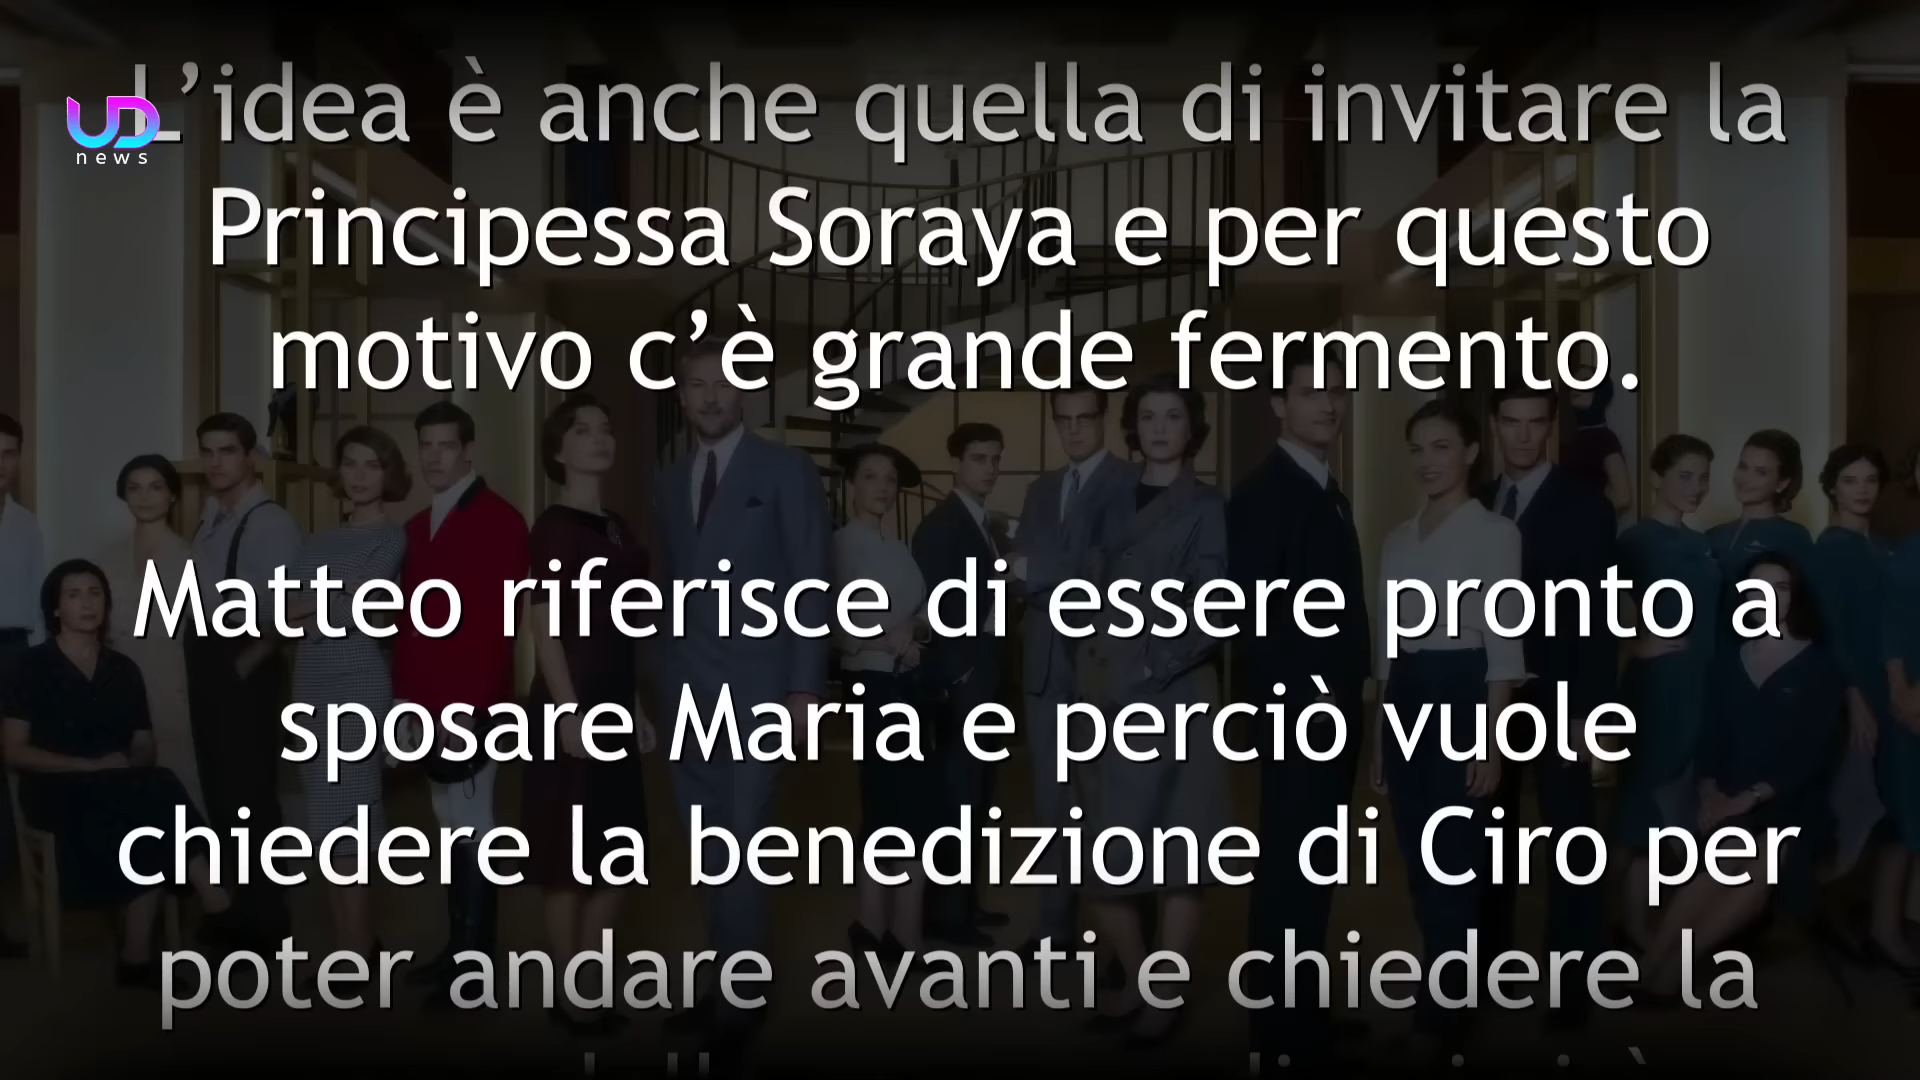 L’idea è anche quella di invitare la
UD
news
Principessa Soraya e per questo
motivo c’è grande fermento.
Matteo riferisce di essere pronto a
sposare Maria e perciò vuole
chiedere la benedizione di Ciro per
poter andare avanti e chiedere la